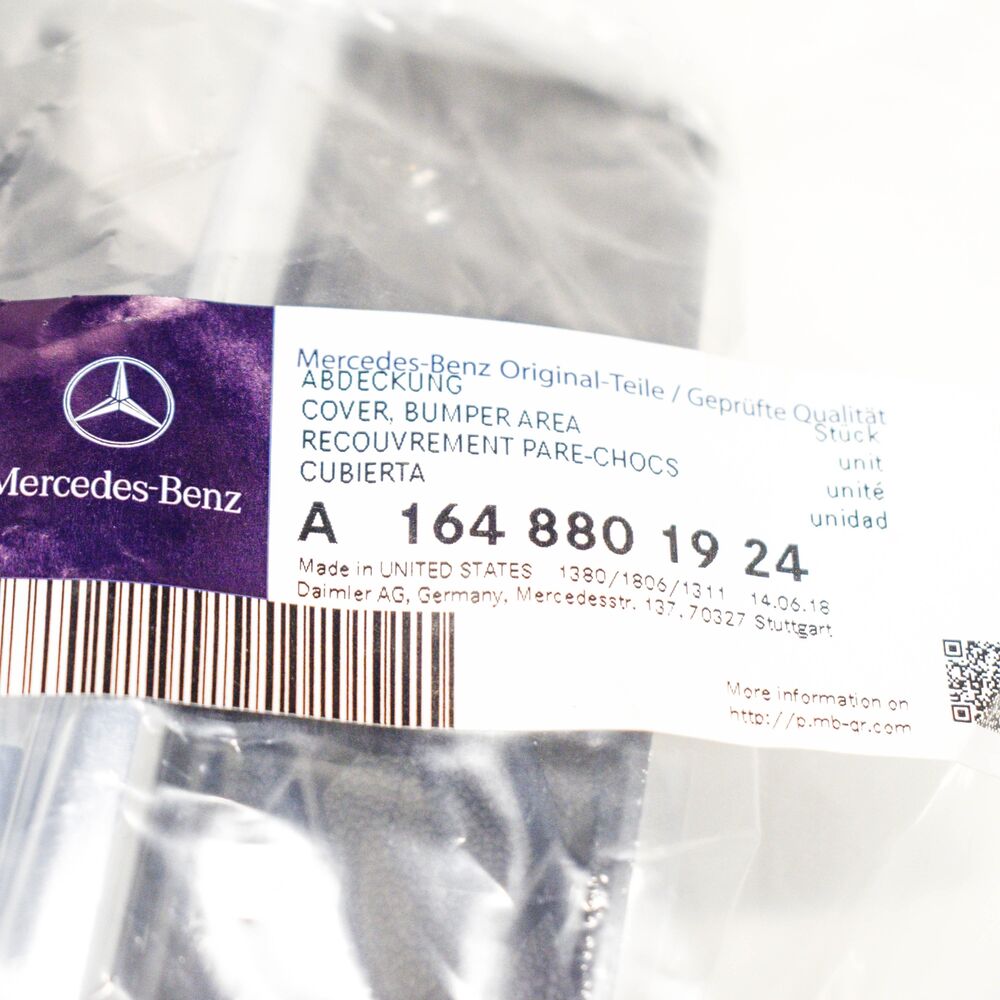 Mercedes-Benz
Mercedes-Benz Original-Teile / Geprüfte Qualität
ABDECKUNG
COVER, BUMPER AREA
RECOUVREMENT PARE-CHOCS
CUBIERTA
Stück
unit
unité
unidad
A 164 880 19 24
Made in UNITED STATES 1380/1806/1311 14.06.18
Daimler AG, Germany, Mercedesstr. 137, 70327 Stuttgart
More information on
http://p.mb-qr.com